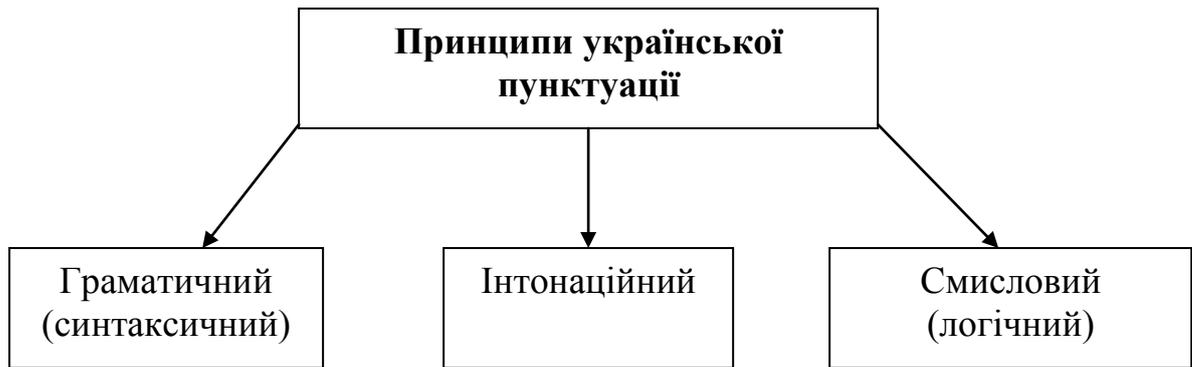 Принципи української
пунктуації
Граматичний
(синтаксичний)
Інтонаційний
Смисловий
(логічний)